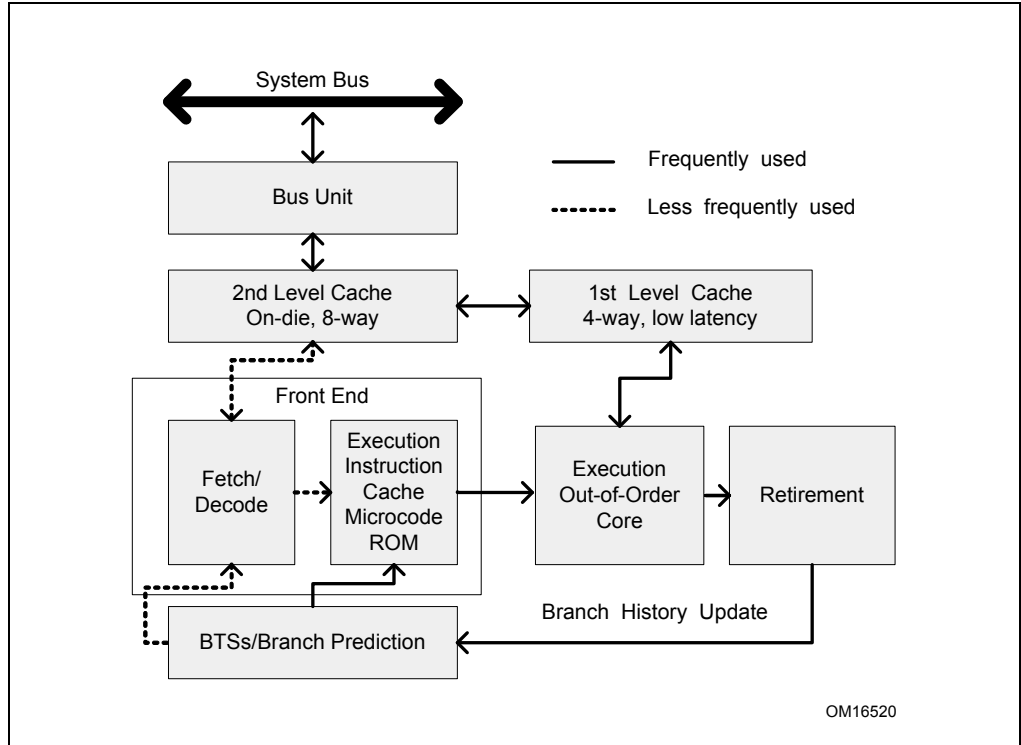 System Bus
Frequently used
Bus Unit
Less frequently used
2nd Level Cache
On-die, 8-way
1st Level Cache
4-way, low latency
Front End
Fetch/
Decode
Execution
Instruction
Cache
Microcode
ROM
Execution
Out-of-Order
Core
Retirement
Branch History Update
BTSs/Branch Prediction
OM16520